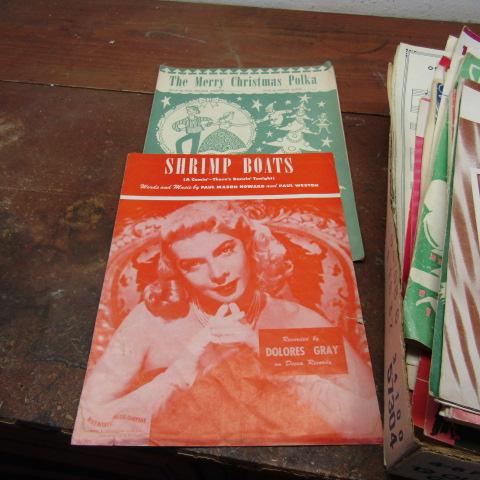 The Merry Christmas Polka
SHRIMP BOATS
(A Comin'—There's Dancin' Tonight)
Words and Music by PAUL MASON HOWARD and PAUL WESTON
Recorded by
DOLORES GRAY
on Decca Records